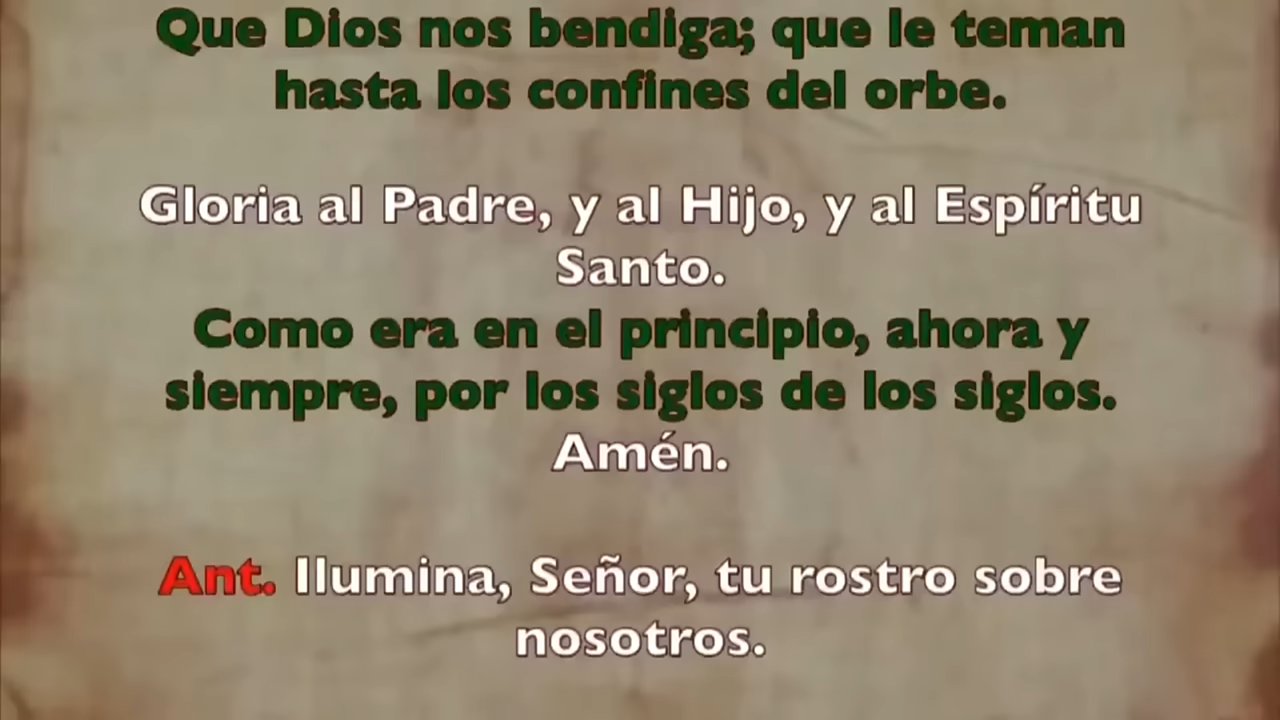 Que Dios nos bendiga; que le teman
hasta los confines del orbe.
Gloria al Padre, y al Hijo, y al Espíritu
Santo.
Como era en el principio, ahora y
siempre, por los siglos de los siglos.
Amén.
Ant. Ilumina, Señor, tu rostro sobre
nosotros.